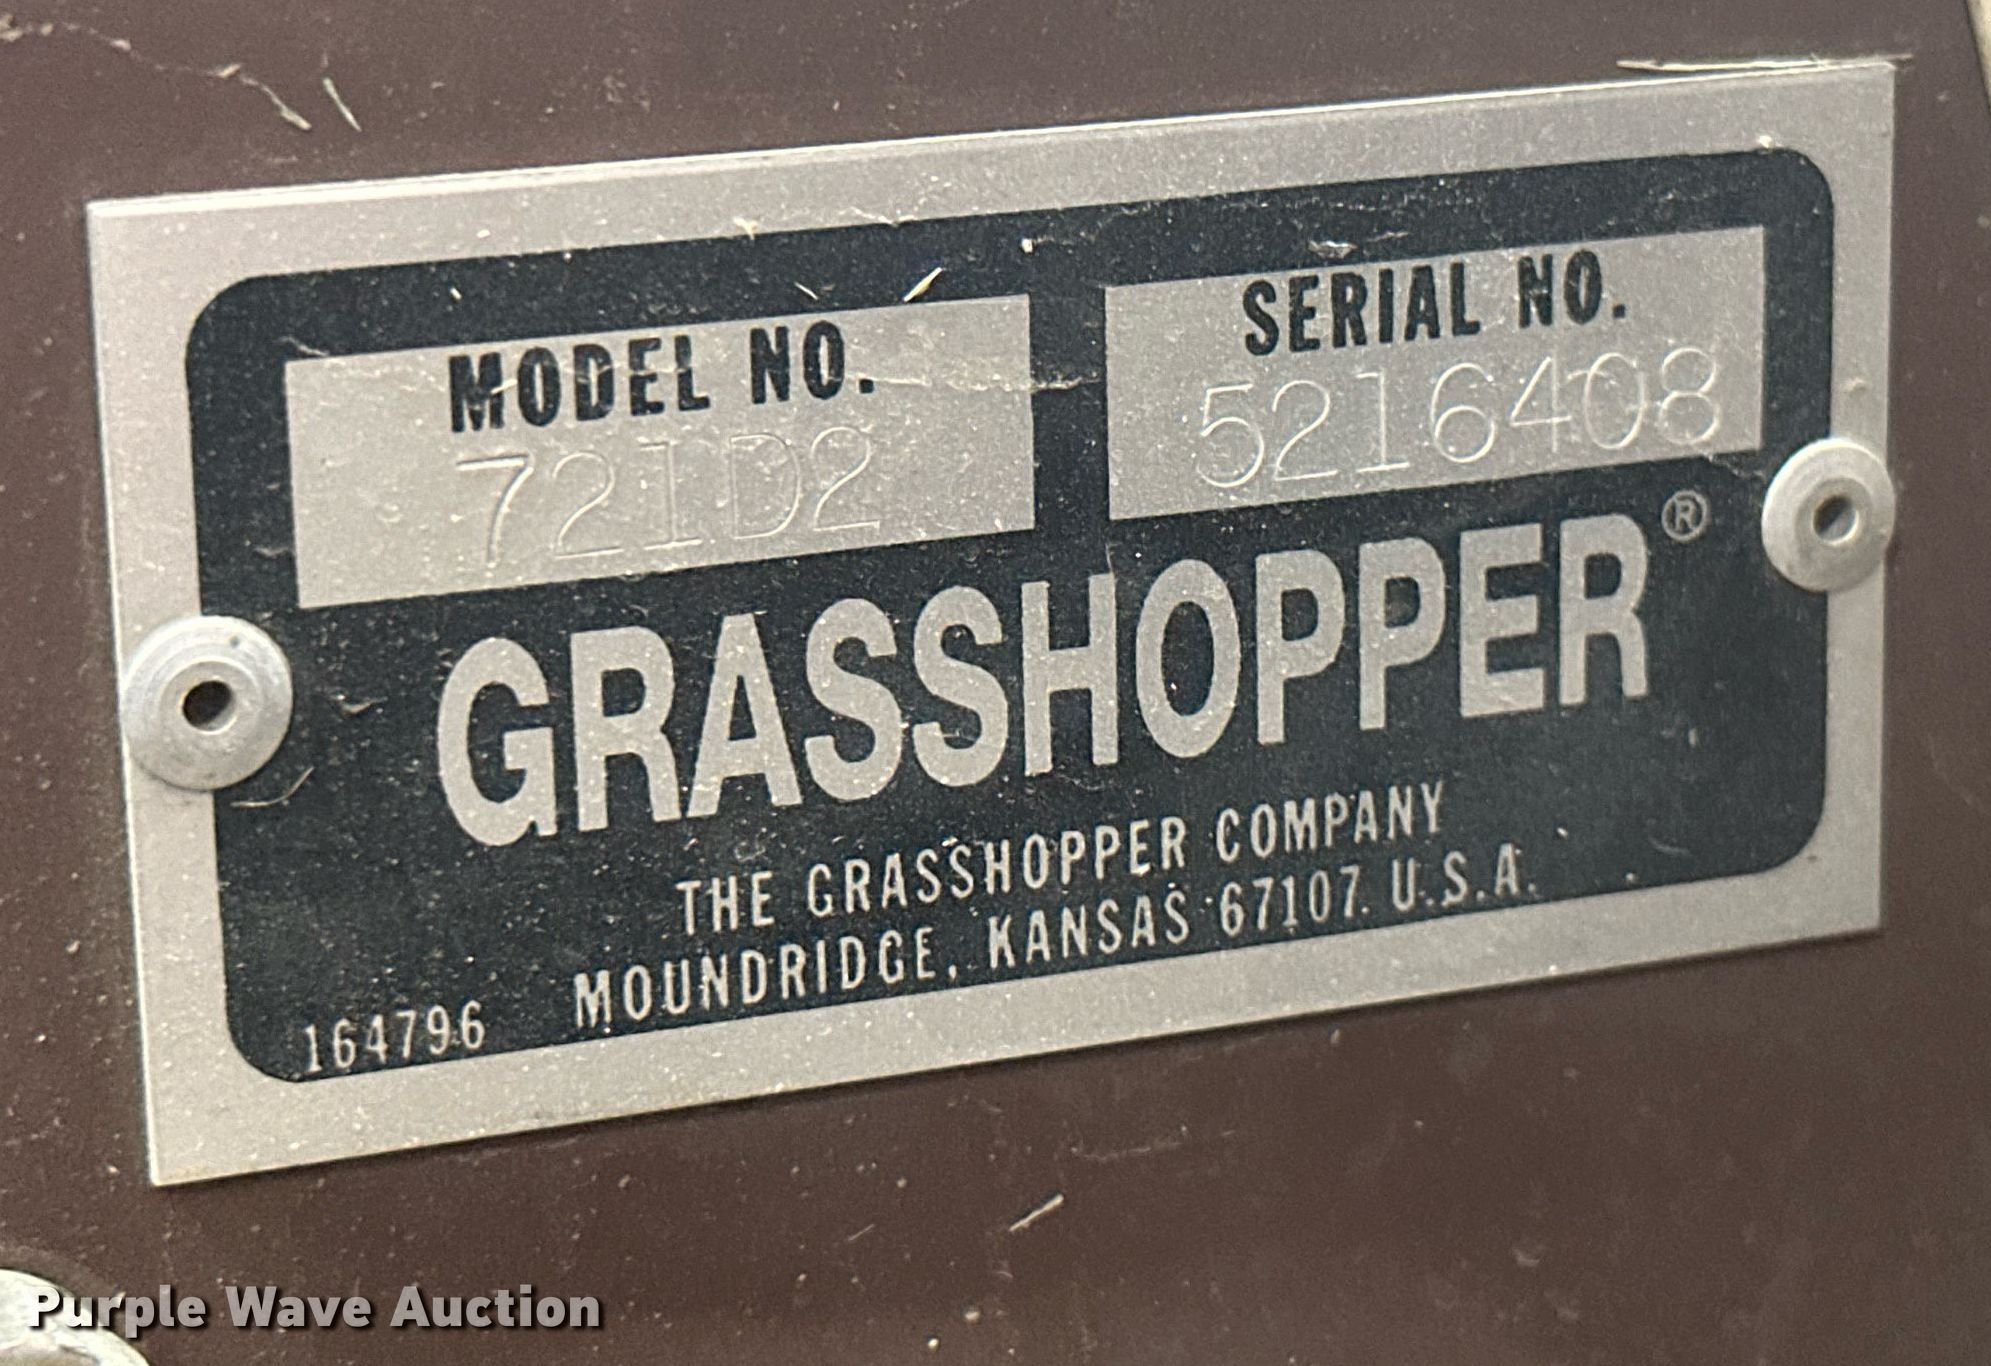 MODEL NO.
721D2
SERIAL NO.
5216408
GRASSHOPPER®
THE GRASSHOPPER COMPANY
MOUNDRIDGE, KANSAS 67107 U.S.A.
164796
Purple Wave Auction